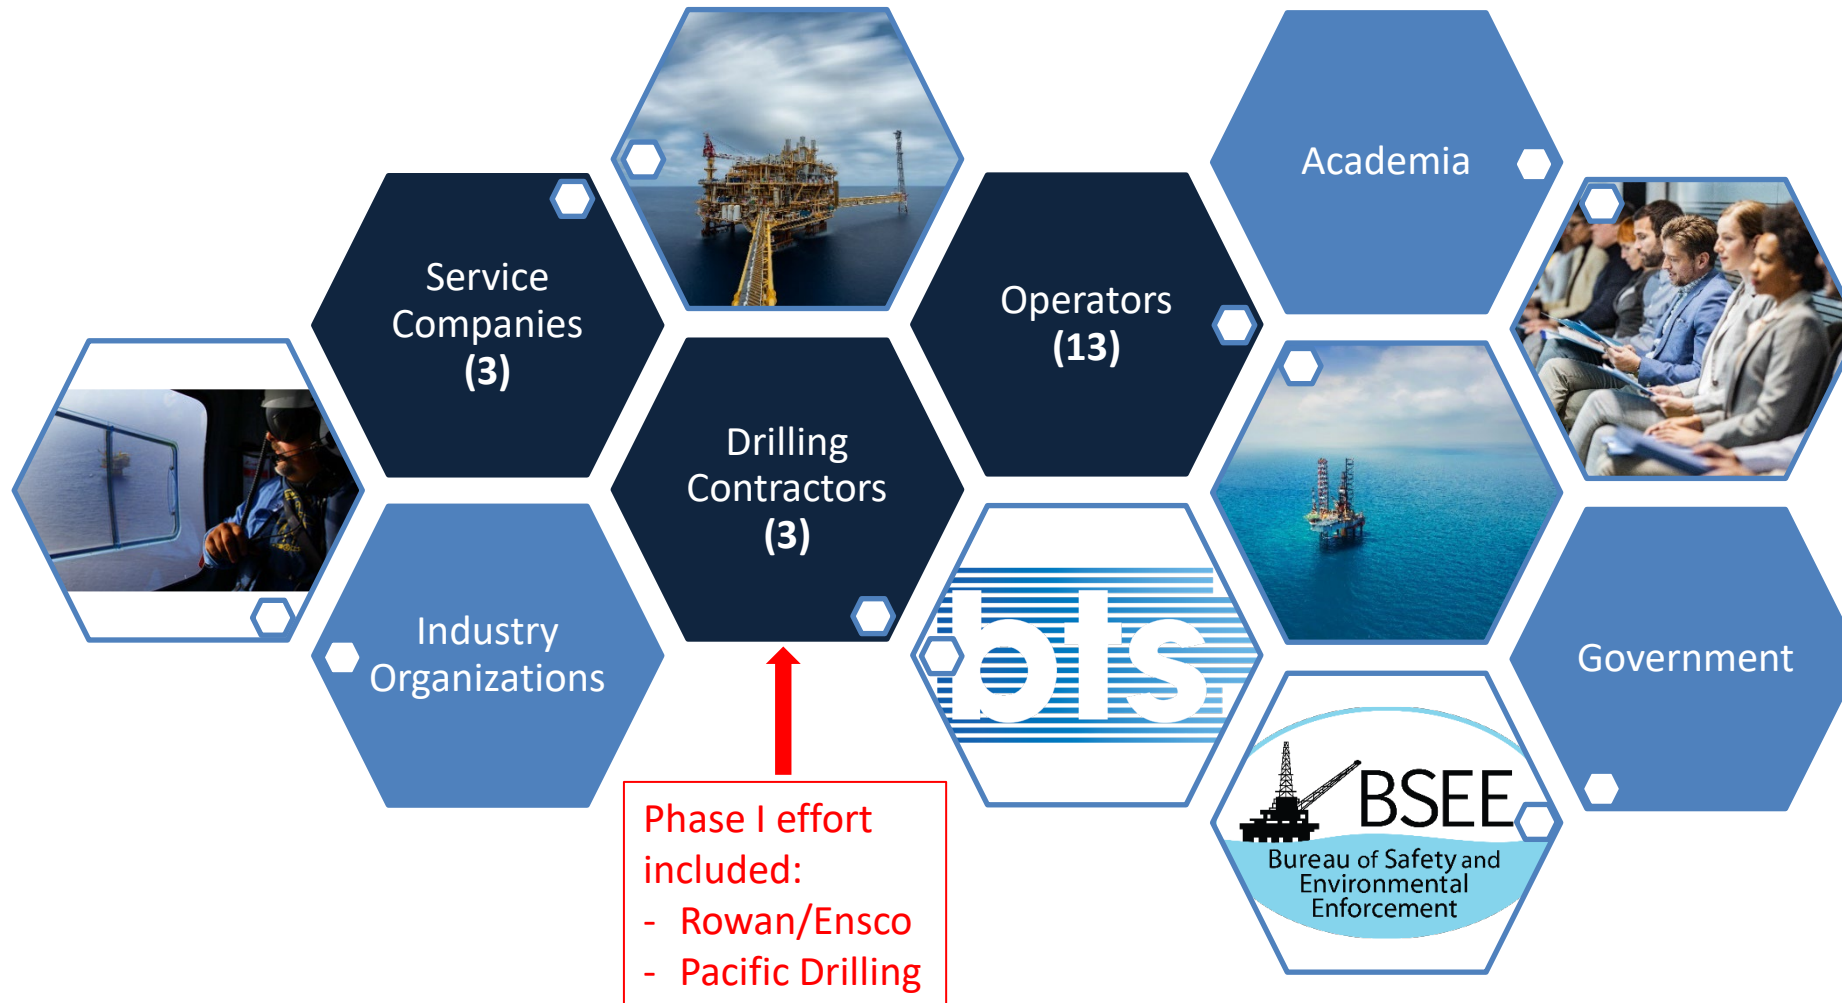 Academia
Service
Companies
(3)
Operators
(13)
Drilling
Contractors
(3)
Industry
Organizations
bts
Government
BSEE
Bureau of Safety and
Environmental
Enforcement
Phase I effort
included:
- Rowan/Ensco
- Pacific Drilling